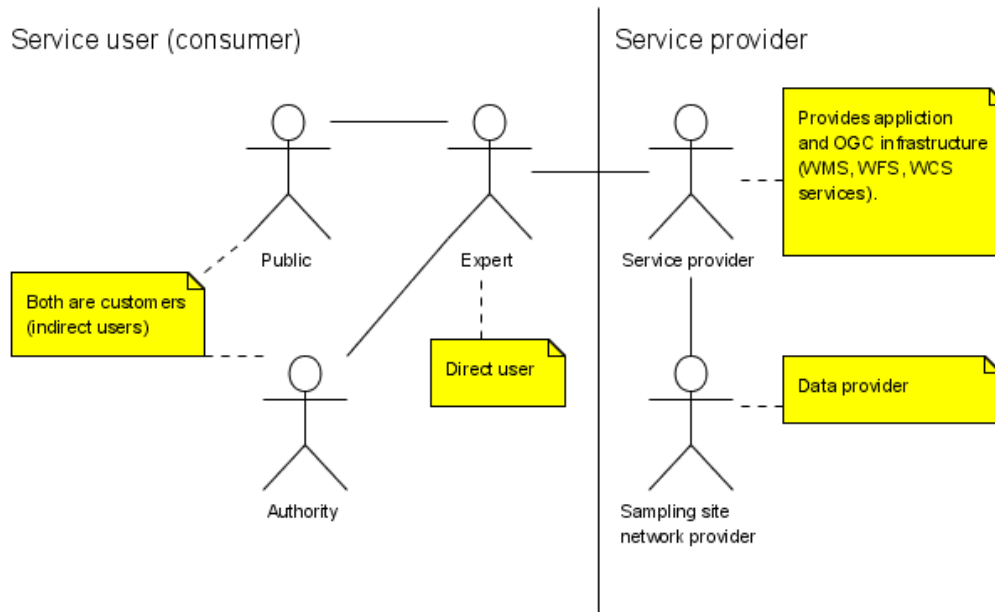 Service user (consumer)
Service provider
Provides appliction
and OGC infrastructure
(WMS, WFS, WCS
services).
Public
Expert
Service provider
Both are customers
(indirect users)
Direct user
Data provider
Authority
Sampling site
network provider